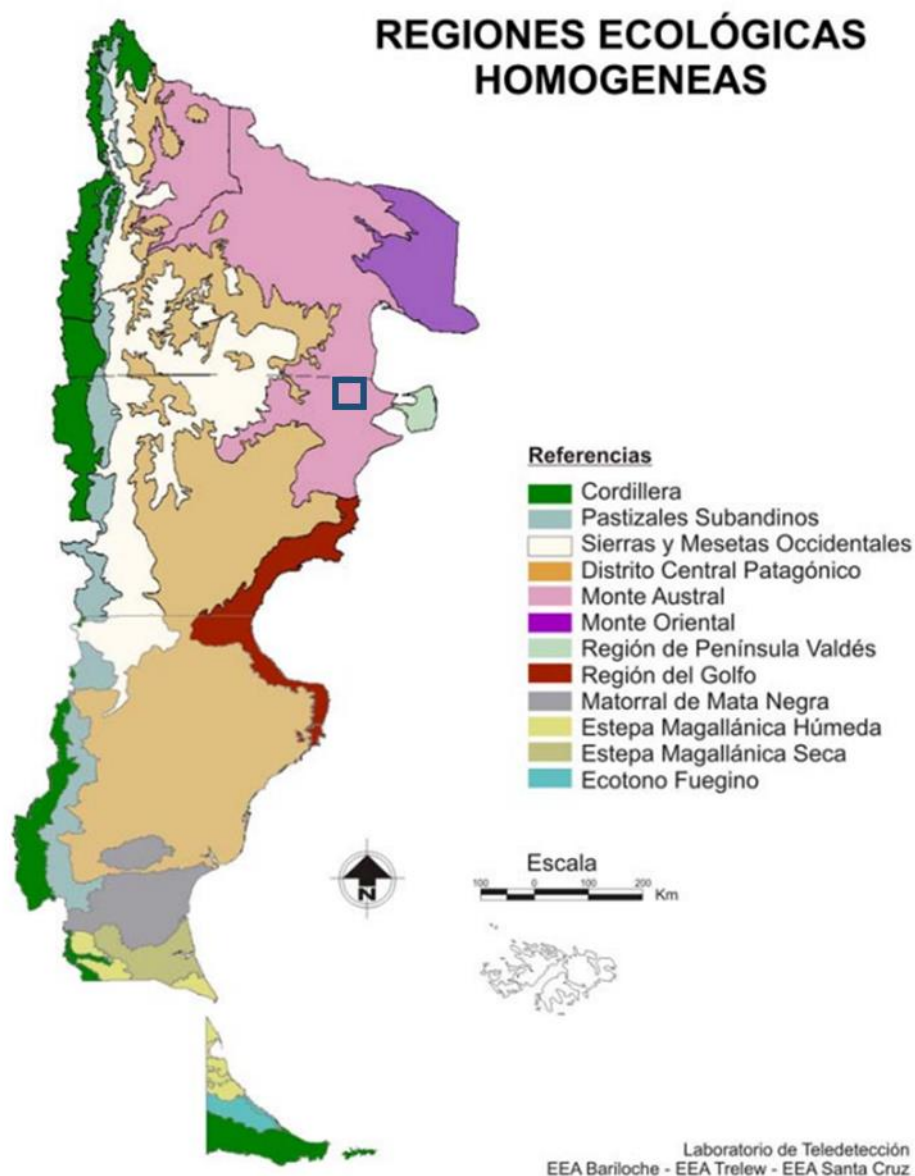 REGIONES ECOLÓGICAS
HOMOGENEAS
Referencias
Cordillera
Pastizales Subandinos
Sierras y Mesetas Occidentales
Distrito Central Patagónico
Monte Austral
Monte Oriental
Región de Península Valdés
Región del Golfo
Matorral de Mata Negra
Estepa Magallánica Húmeda
Estepa Magallánica Seca
Ecotono Fuegino
N
Escala
100 0 100 200
Km
Laboratorio de Teledetección
EEA Bariloche - EEA Trelew - EEA Santa Cruz